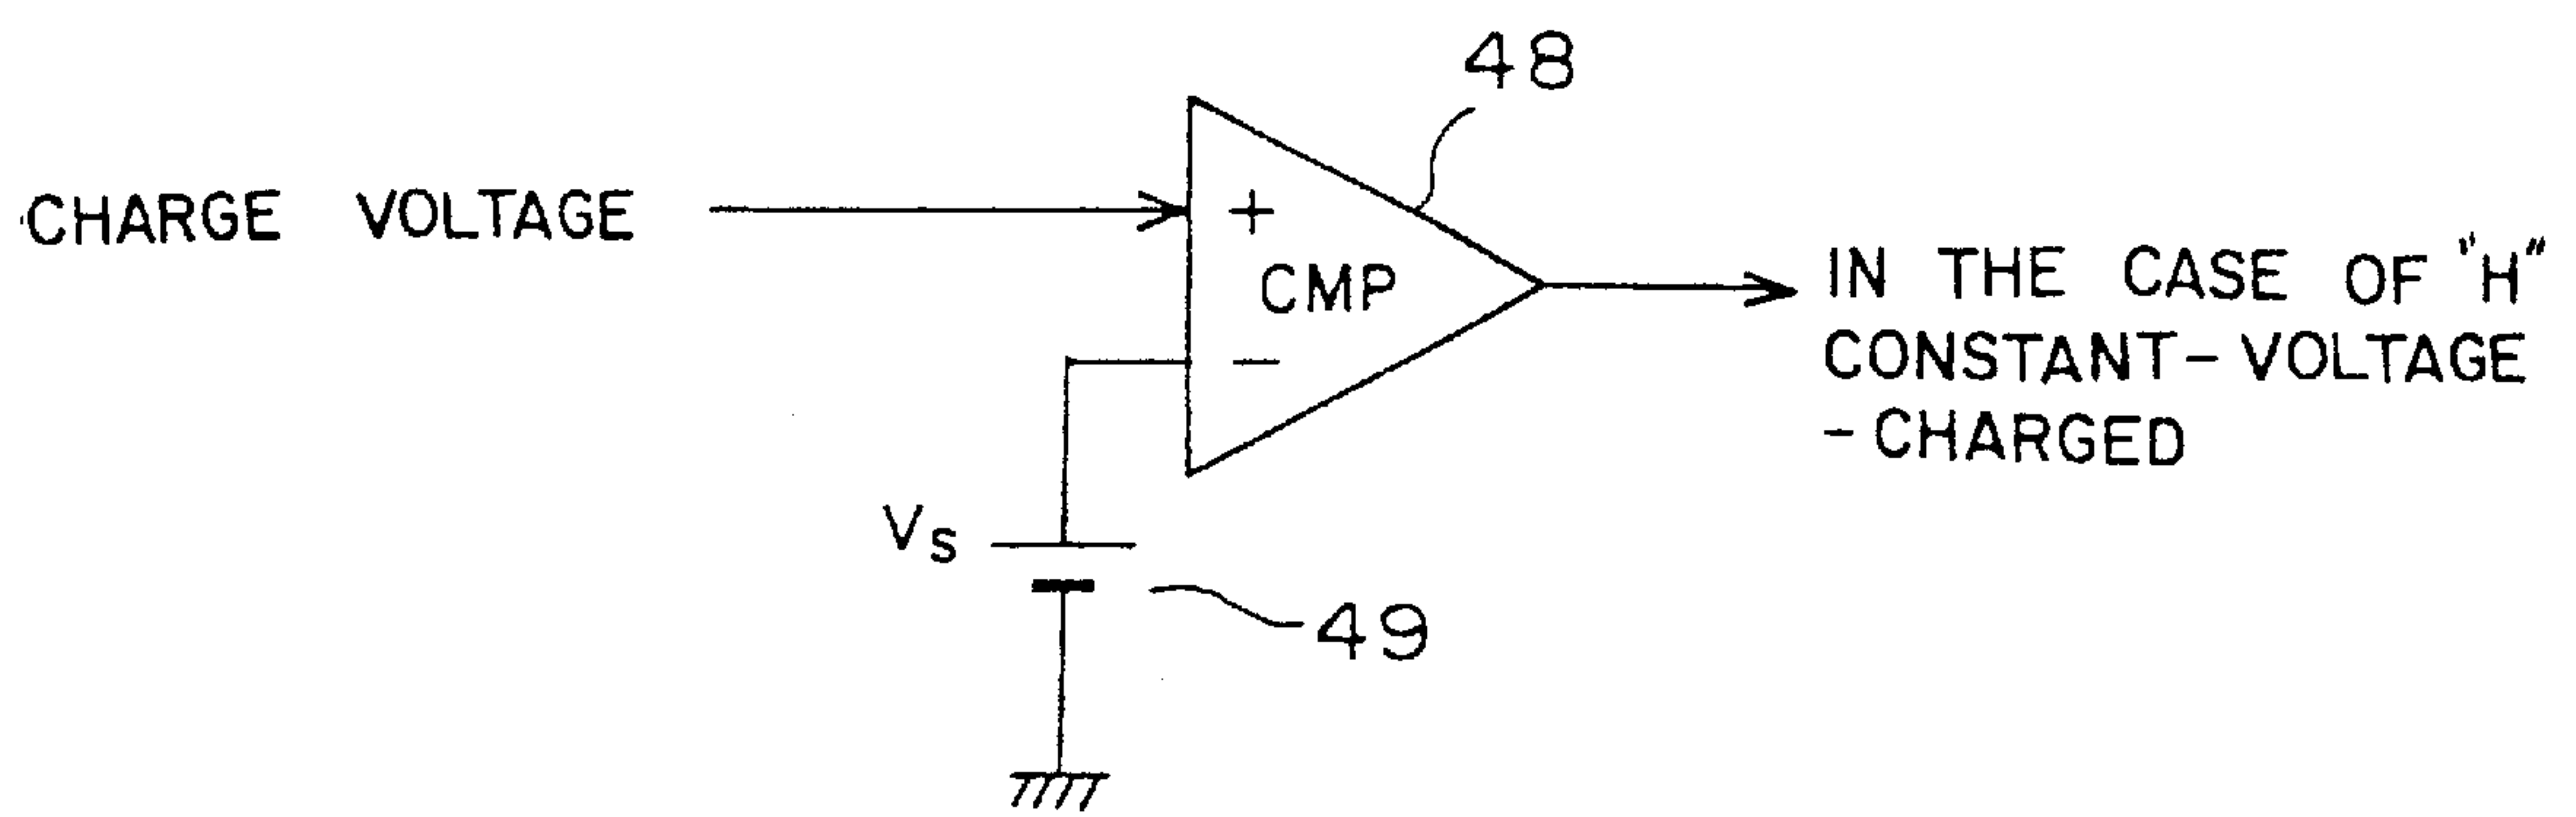 48
CHARGE VOLTAGE
+
CMP
−
IN THE CASE OF "H"
CONSTANT-VOLTAGE
-CHARGED
Vs
49